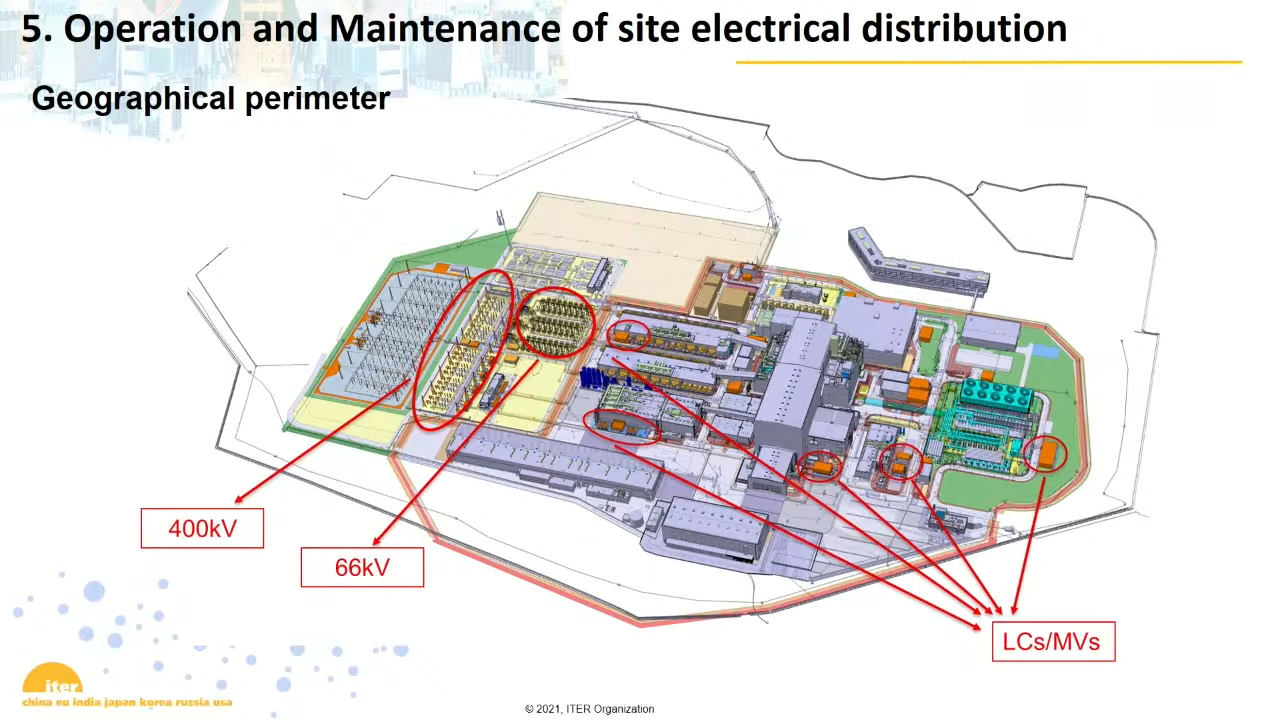 5. Operation and Maintenance of site electrical distribution
Geographical perimeter
400kV
66kV
LCs/MVs
iter
china eu india japan korea russia usa
© 2021, ITER Organization